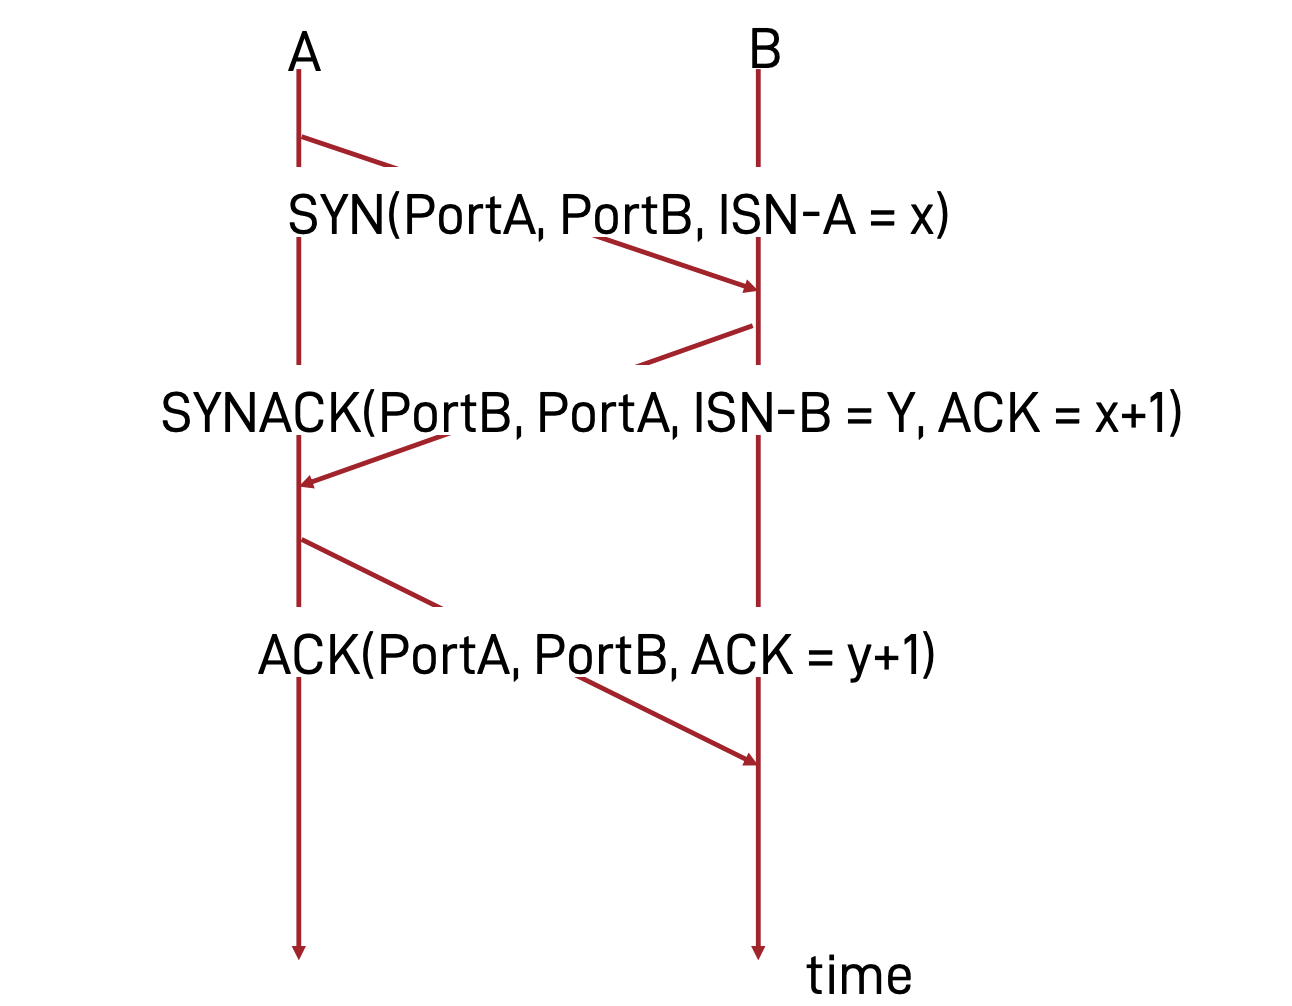 A B
SYN(PortA, PortB, ISN-A = x)
SYNACK(PortB, PortA, ISN-B = Y, ACK = x+1)
ACK(PortA, PortB, ACK = y+1)
time